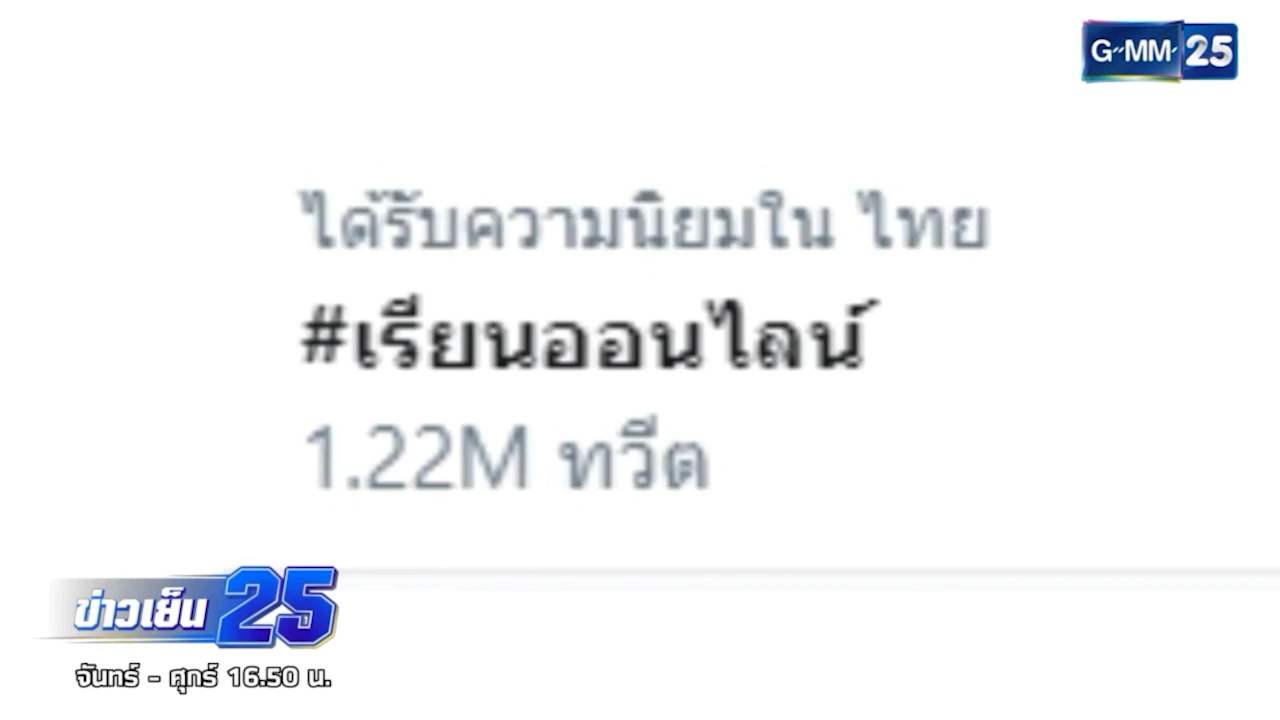 GMM 25
ได้รับความนิยมใน ไทย
#เรียนออนไลน์
1.22M ทวีต
ข่าวเย็น 25
จันทร์ - ศุกร์ 16.50 น.